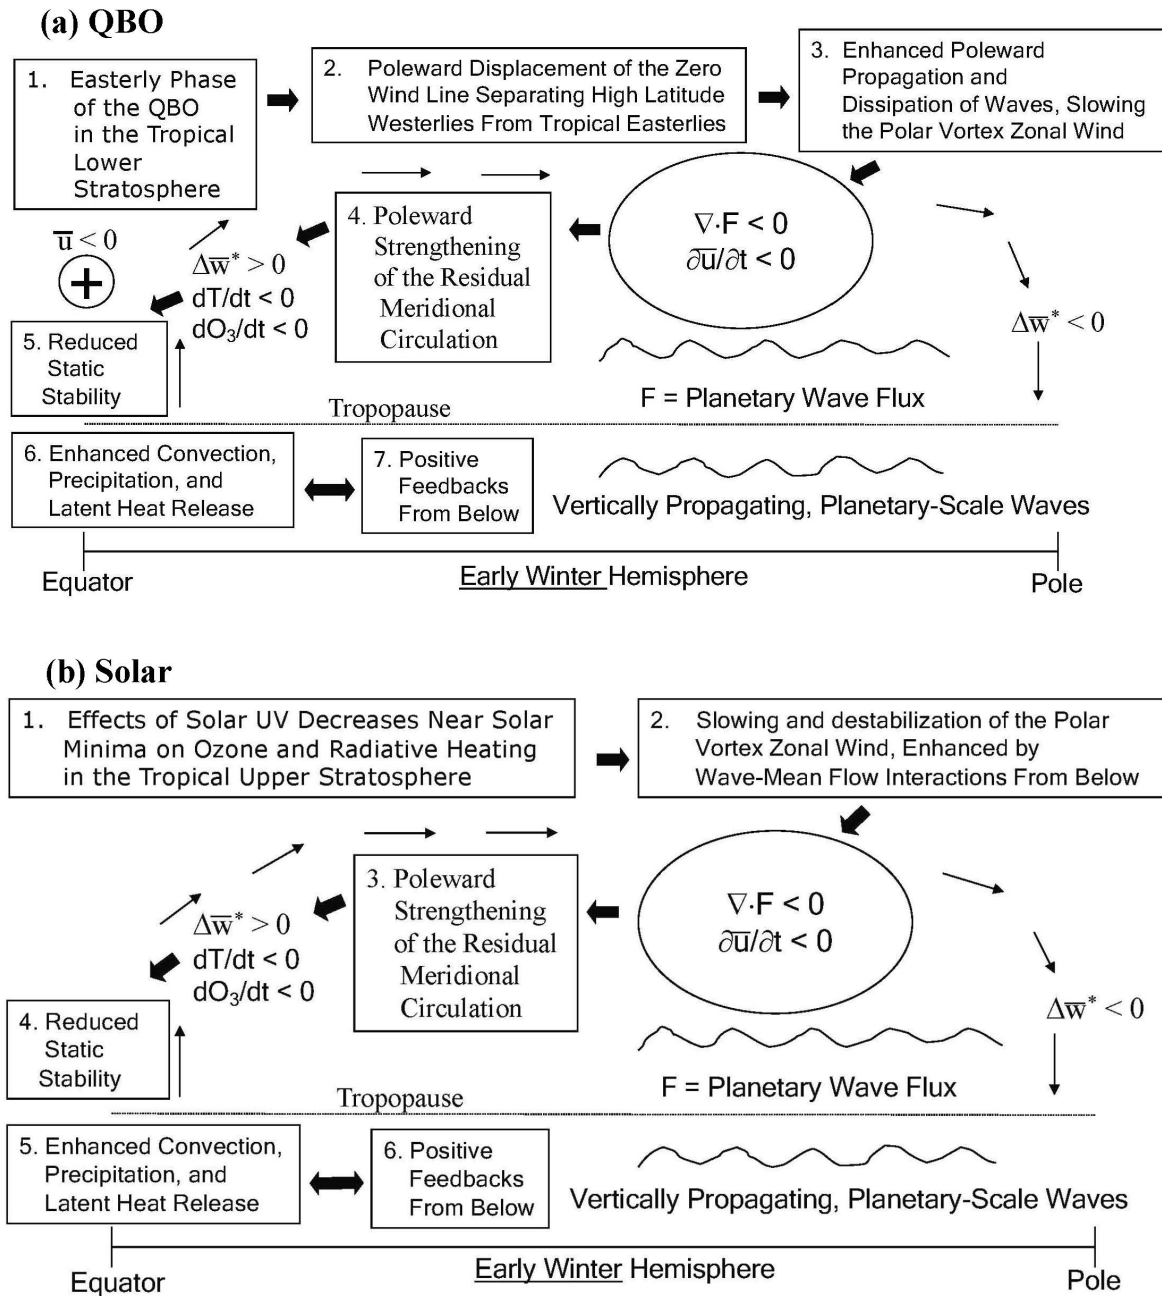 (a) QBO
1. Easterly Phase
of the QBO
in the Tropical
Lower
Stratosphere
2. Poleward Displacement of the Zero
Wind Line Separating High Latitude
Westerlies From Tropical Easterlies
3. Enhanced Poleward
Propagation and
Dissipation of Waves, Slowing
the Polar Vortex Zonal Wind
u̅ < 0
+
Δw̅* > 0
dT/dt < 0
dO₃/dt < 0
4. Poleward
Strengthening
of the Residual
Meridional
Circulation
∇·F < 0
∂u̅/∂t < 0
Δw̅* < 0
5. Reduced
Static
Stability
F = Planetary Wave Flux
Tropopause
6. Enhanced Convection,
Precipitation, and
Latent Heat Release
7. Positive
Feedbacks
From Below
Vertically Propagating, Planetary-Scale Waves
Equator
Early Winter Hemisphere
Pole
(b) Solar
1. Effects of Solar UV Decreases Near Solar
Minima on Ozone and Radiative Heating
in the Tropical Upper Stratosphere
2. Slowing and destabilization of the Polar
Vortex Zonal Wind, Enhanced by
Wave-Mean Flow Interactions From Below
Δw̅* > 0
dT/dt < 0
dO₃/dt < 0
3. Poleward
Strengthening
of the Residual
Meridional
Circulation
∇·F < 0
∂u̅/∂t < 0
Δw̅* < 0
4. Reduced
Static
Stability
F = Planetary Wave Flux
Tropopause
5. Enhanced Convection,
Precipitation, and
Latent Heat Release
6. Positive
Feedbacks
From Below
Vertically Propagating, Planetary-Scale Waves
Equator
Early Winter Hemisphere
Pole